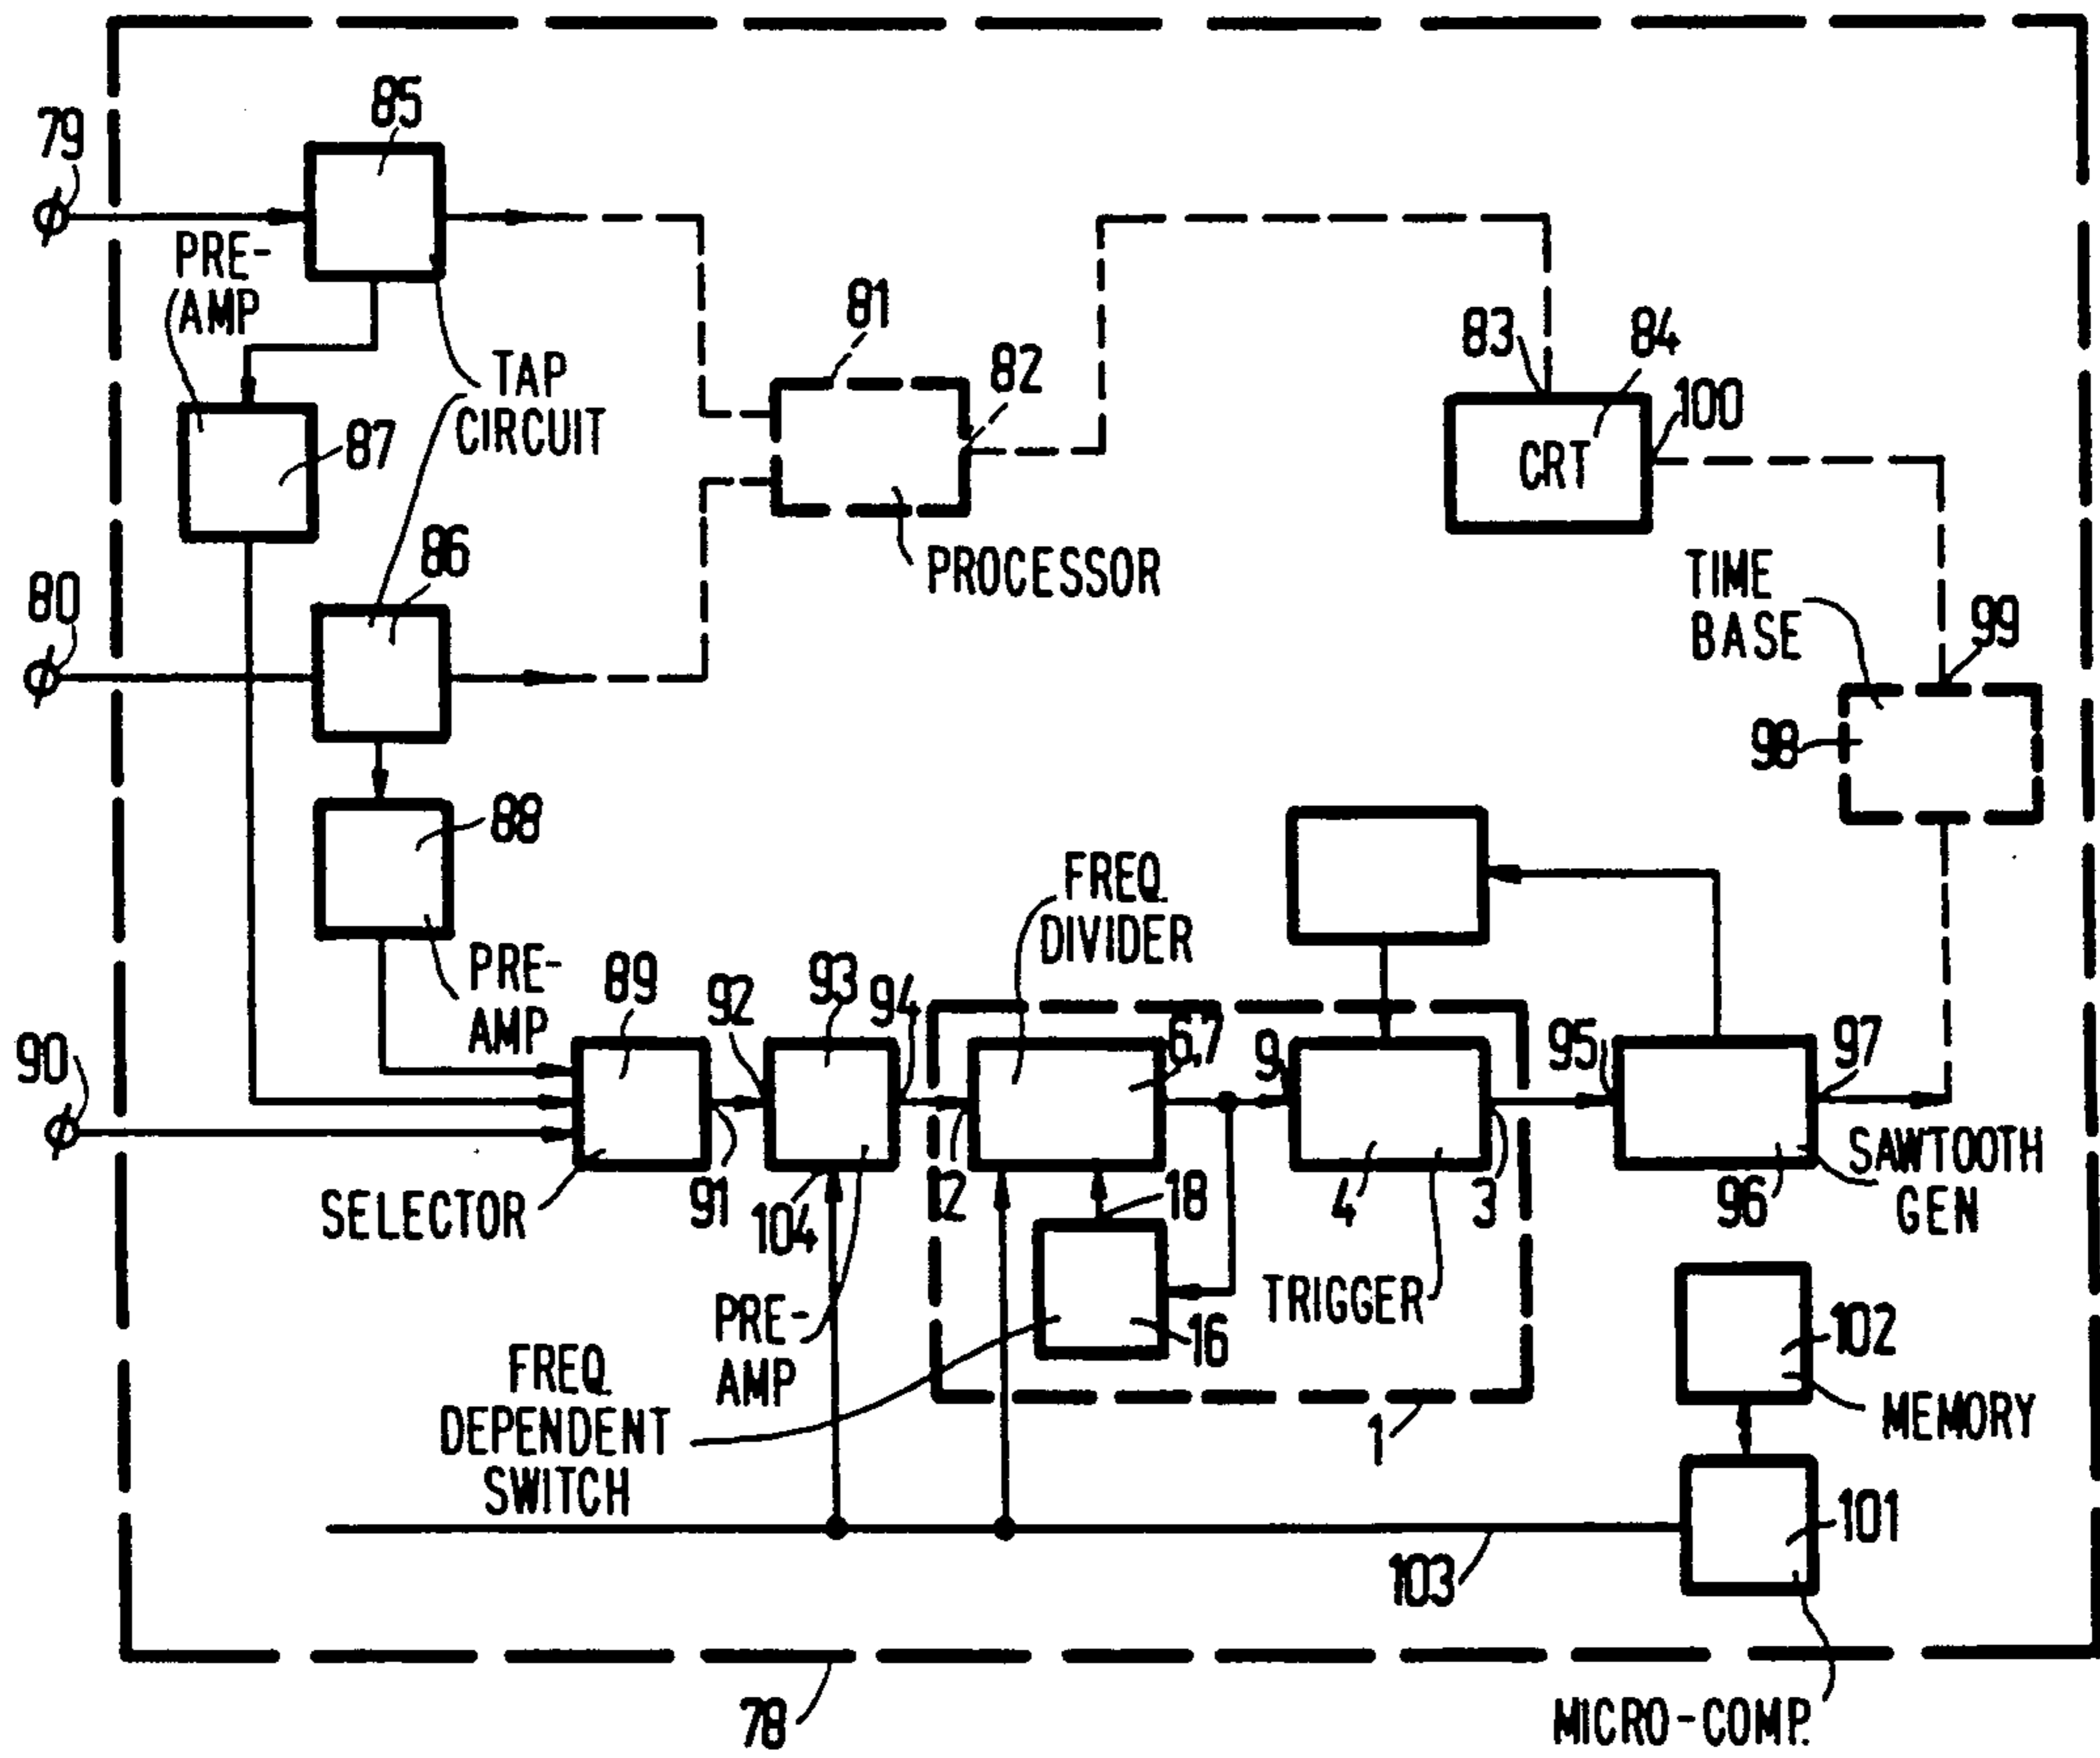 85
79
PRE-
AMP
81
82
83
84
100
TAP
CIRCUIT
CRT
87
86
PROCESSOR
80
TIME
BASE
99
98
88
FREQ.
DIVIDER
PRE-
AMP
89
92
93
94
6,7
9
95
97
90
SELECTOR
91
104
12
18
4
3
96
SAWTOOTH
GEN
PRE-
AMP
TRIGGER
16
102
MEMORY
FREQ.
DEPENDENT
SWITCH
1
101
103
78
MICRO-COMP.